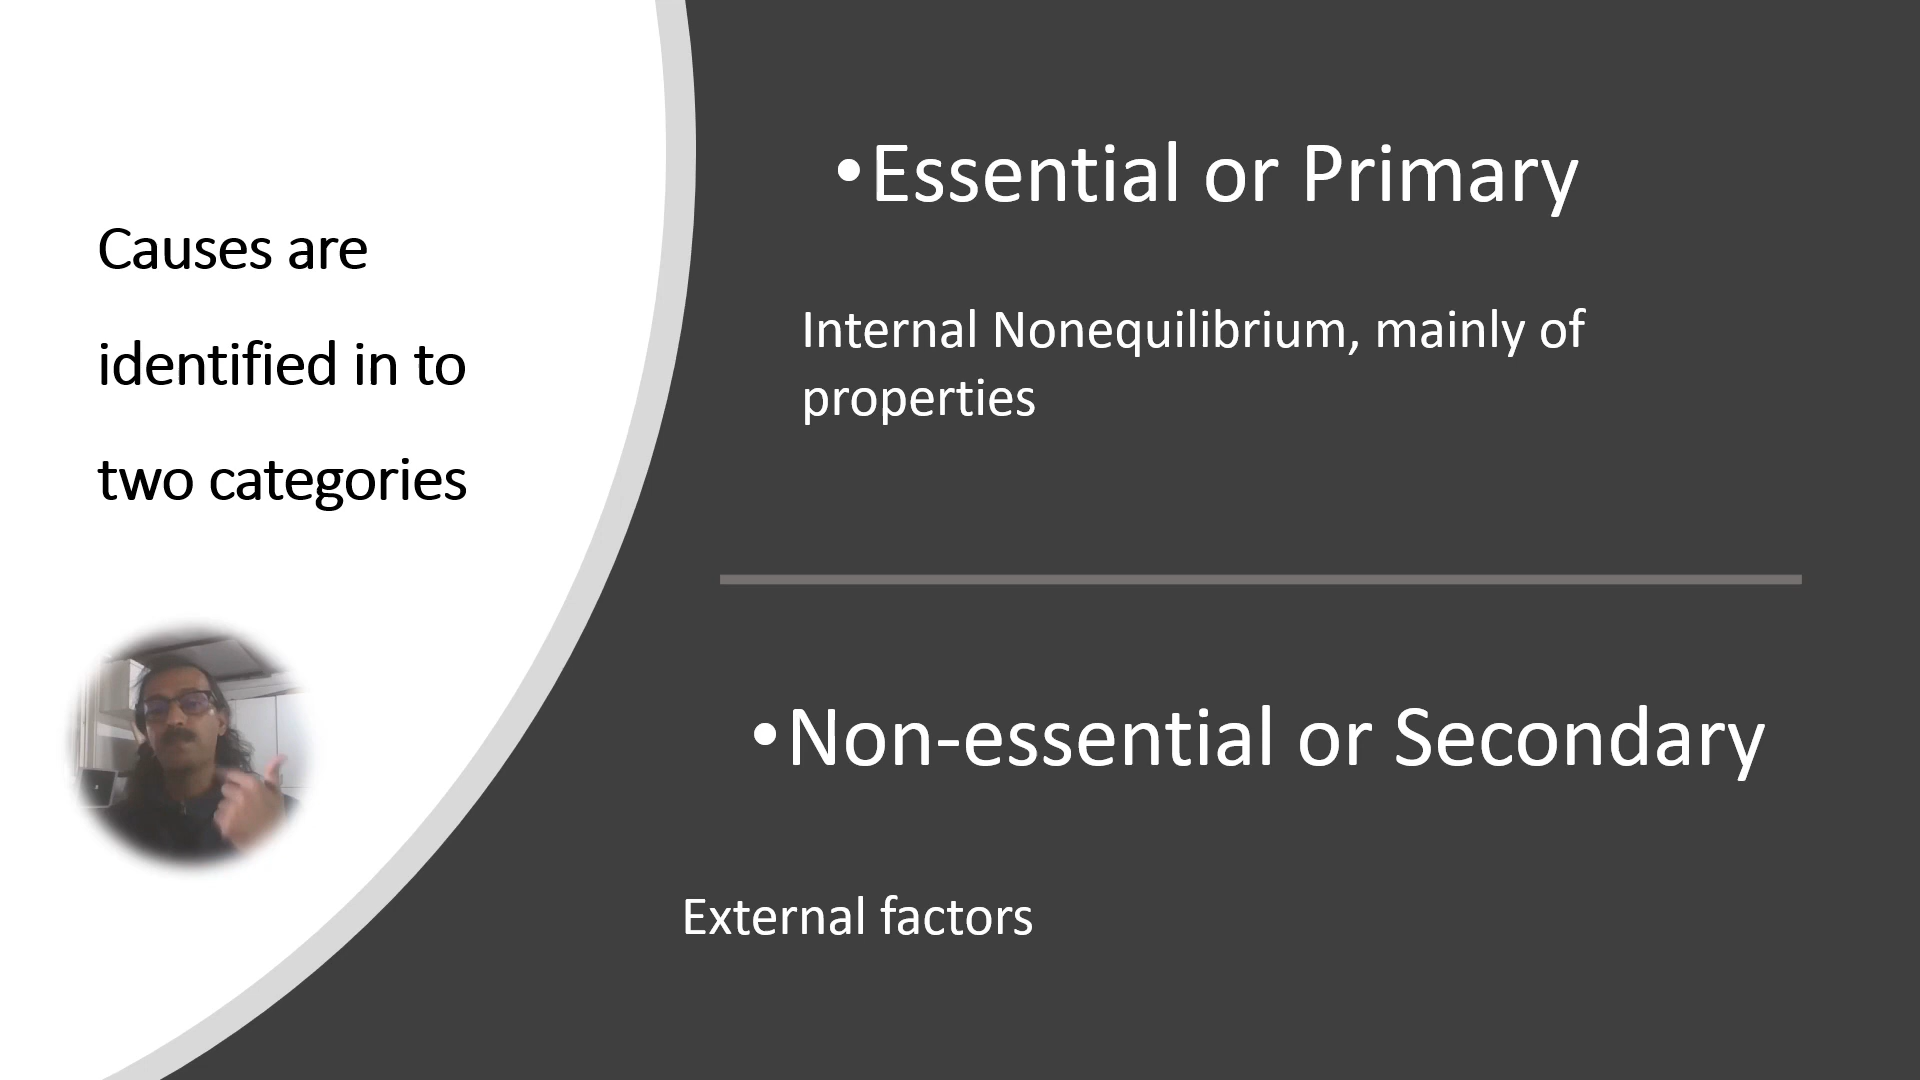 Causes are
identified in to
two categories
•Essential or Primary
Internal Nonequilibrium, mainly of
properties
•Non-essential or Secondary
External factors